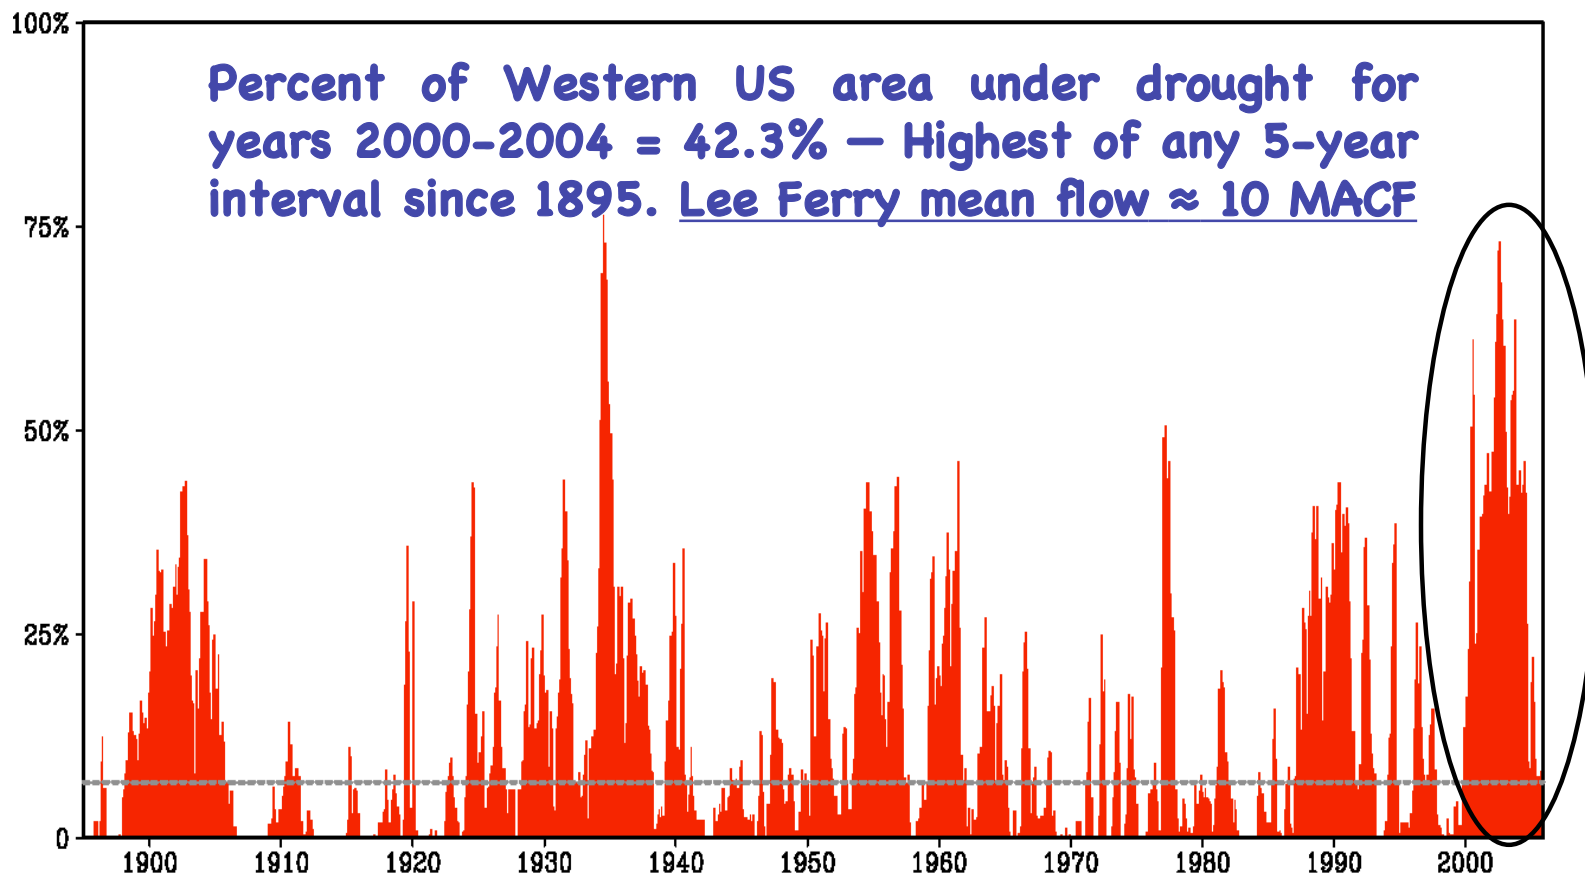 100%
Percent of Western US area under drought for
years 2000-2004 = 42.3% — Highest of any 5-year
interval since 1895. Lee Ferry mean flow ≈ 10 MACF
75%
50%
25%
0
1900 1910 1920 1930 1940 1950 1960 1970 1980 1990 2000